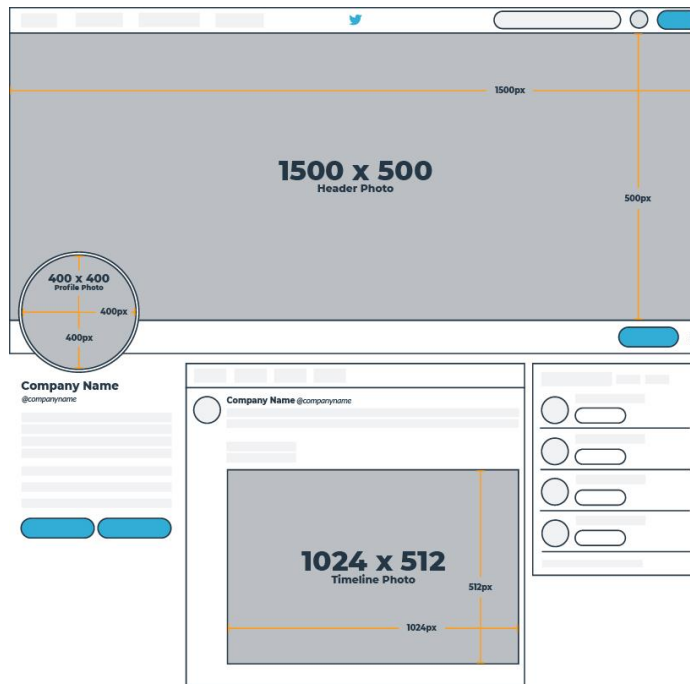 1500px
1500 x 500
Header Photo
500px
400 x 400
Profile Photo
400px
400px
Company Name
@companyname
Company Name @companyname
1024 x 512
Timeline Photo
512px
1024px